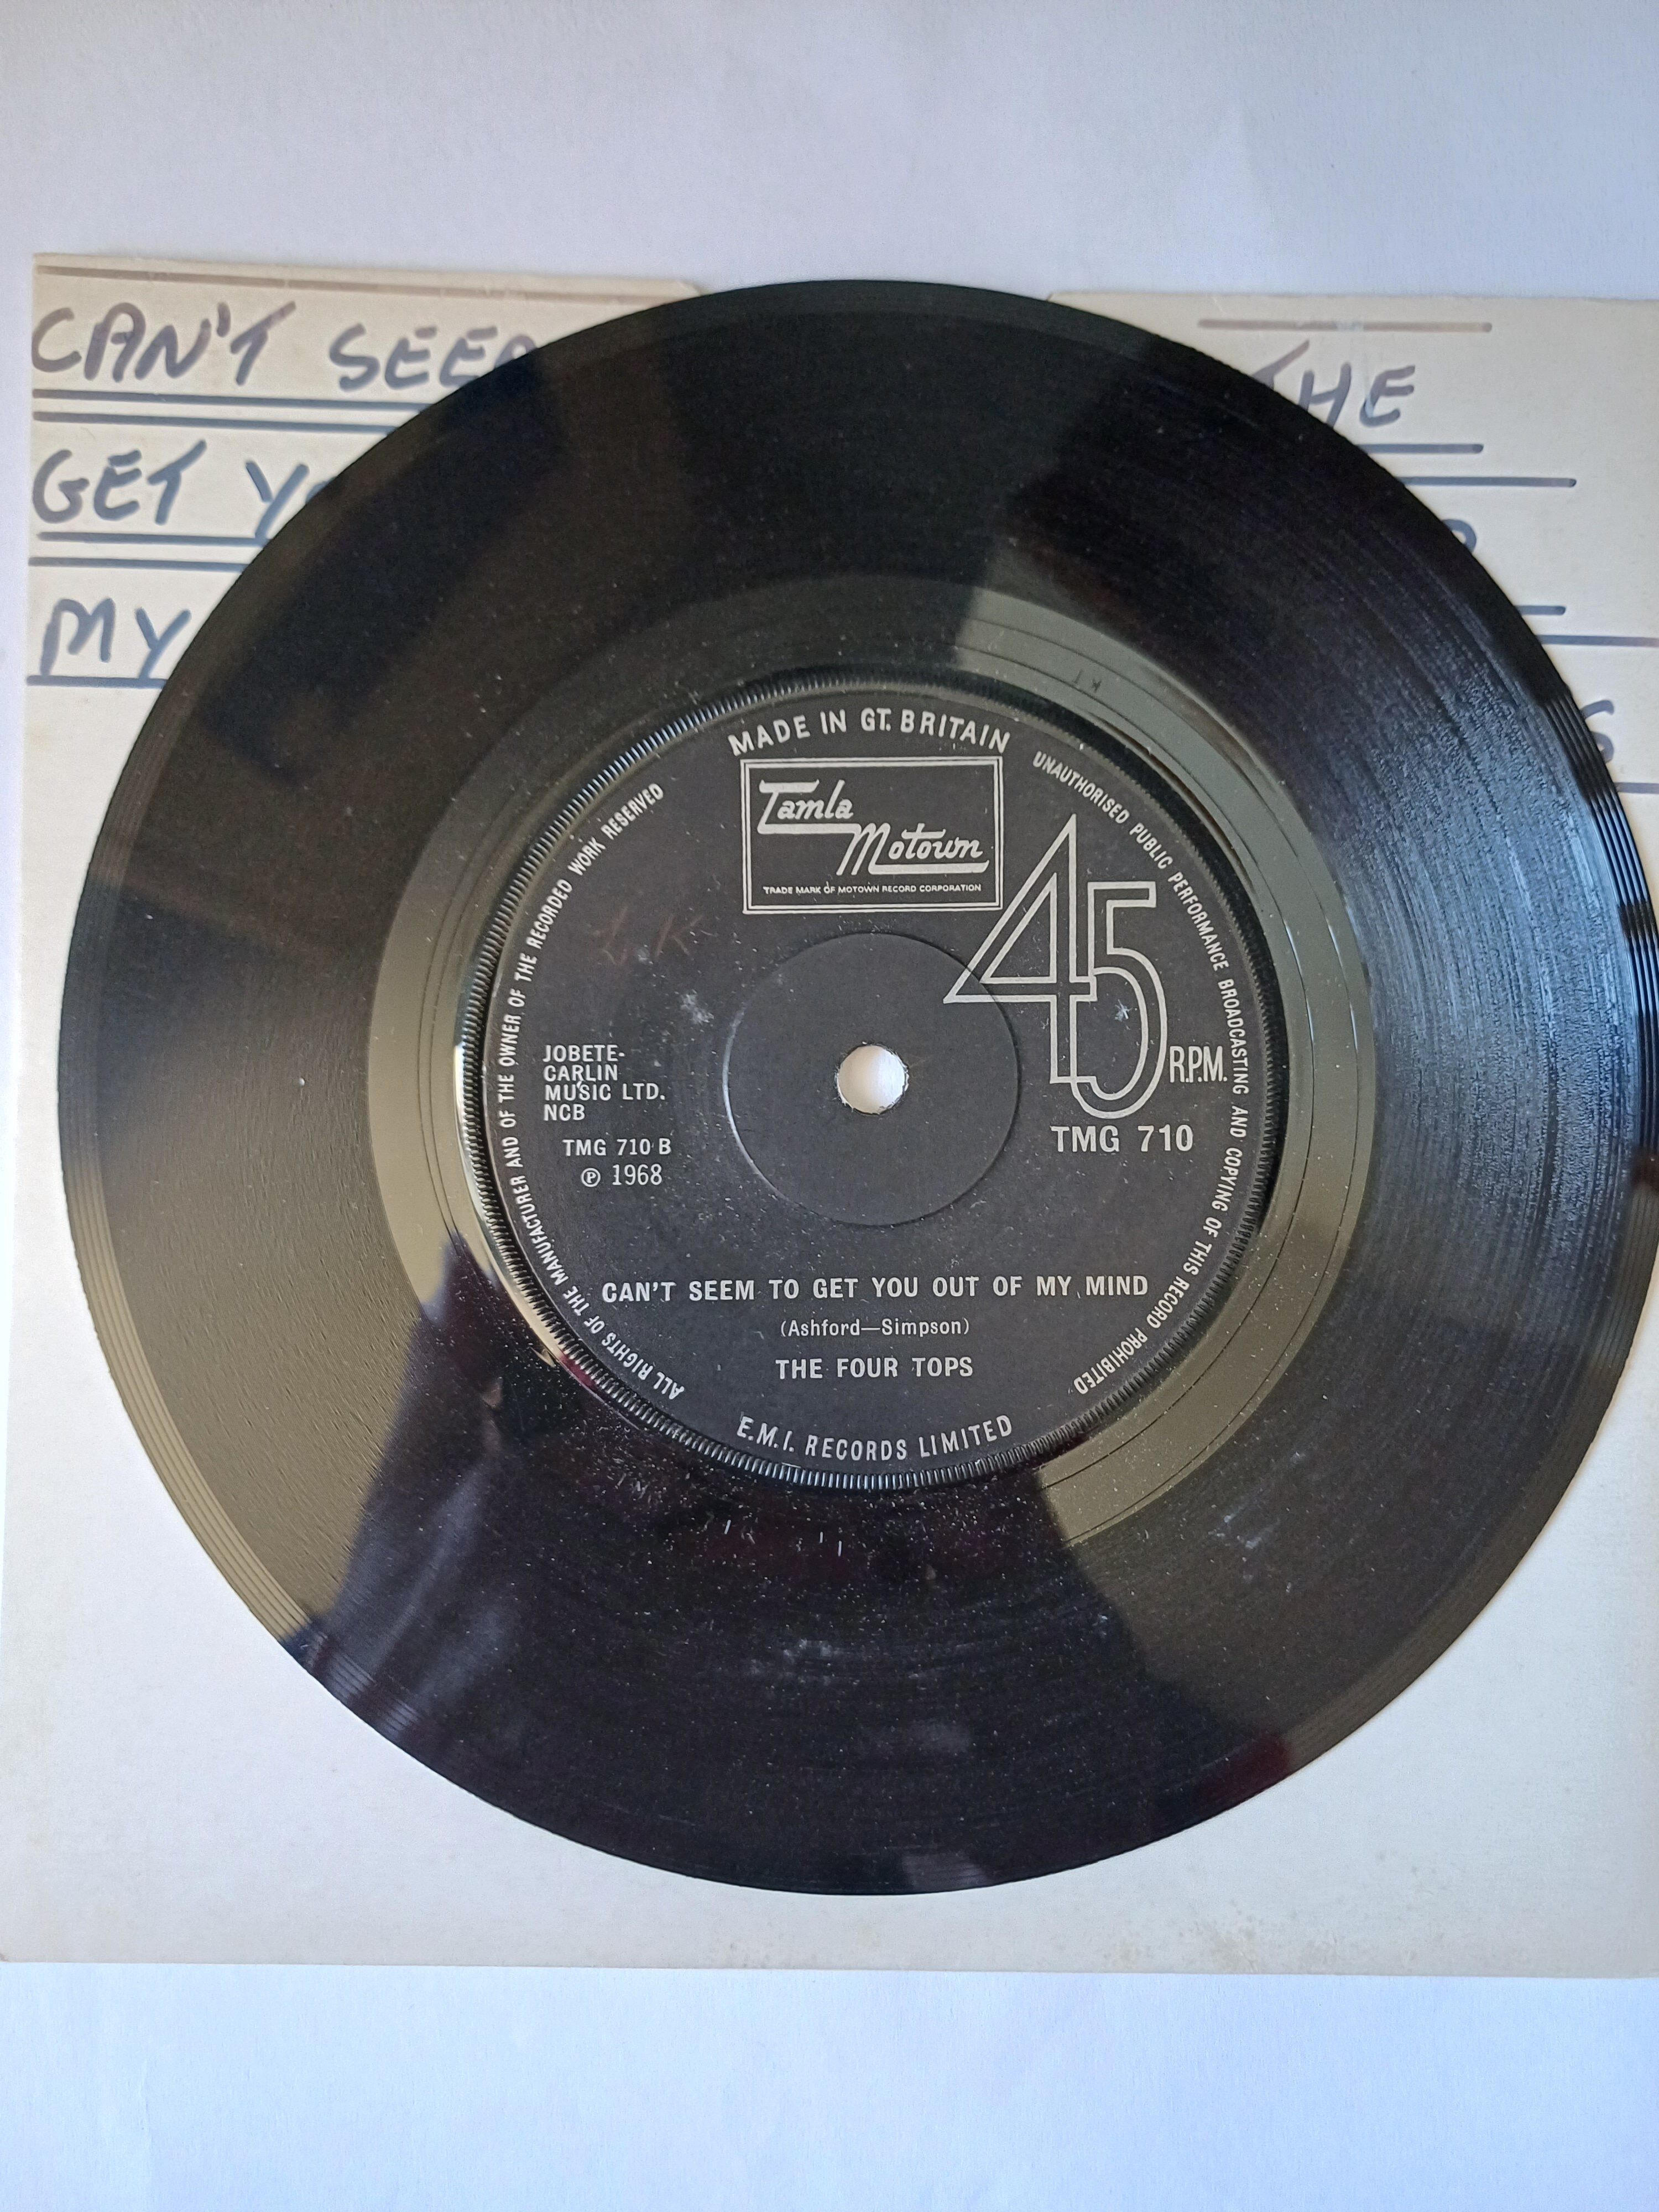 CAN'T SEE
THE
GET
MY
MADE IN GT. BRITAIN
Tamla
Motown
TRADE MARK OF MOTOWN RECORD CORPORATION
45
R.P.M.
TMG 710
JOBETE-
CARLIN
MUSIC LTD.
NCB
TMG 710 B
℗ 1968
CAN'T SEEM TO GET YOU OUT OF MY MIND
(Ashford—Simpson)
THE FOUR TOPS
E.M.I. RECORDS LIMITED
ALL RIGHTS OF THE MANUFACTURER AND OF THE OWNER OF THE RECORDED WORK RESERVED
UNAUTHORISED PUBLIC PERFORMANCE BROADCASTING AND COPYING OF THIS RECORD PROHIBITED